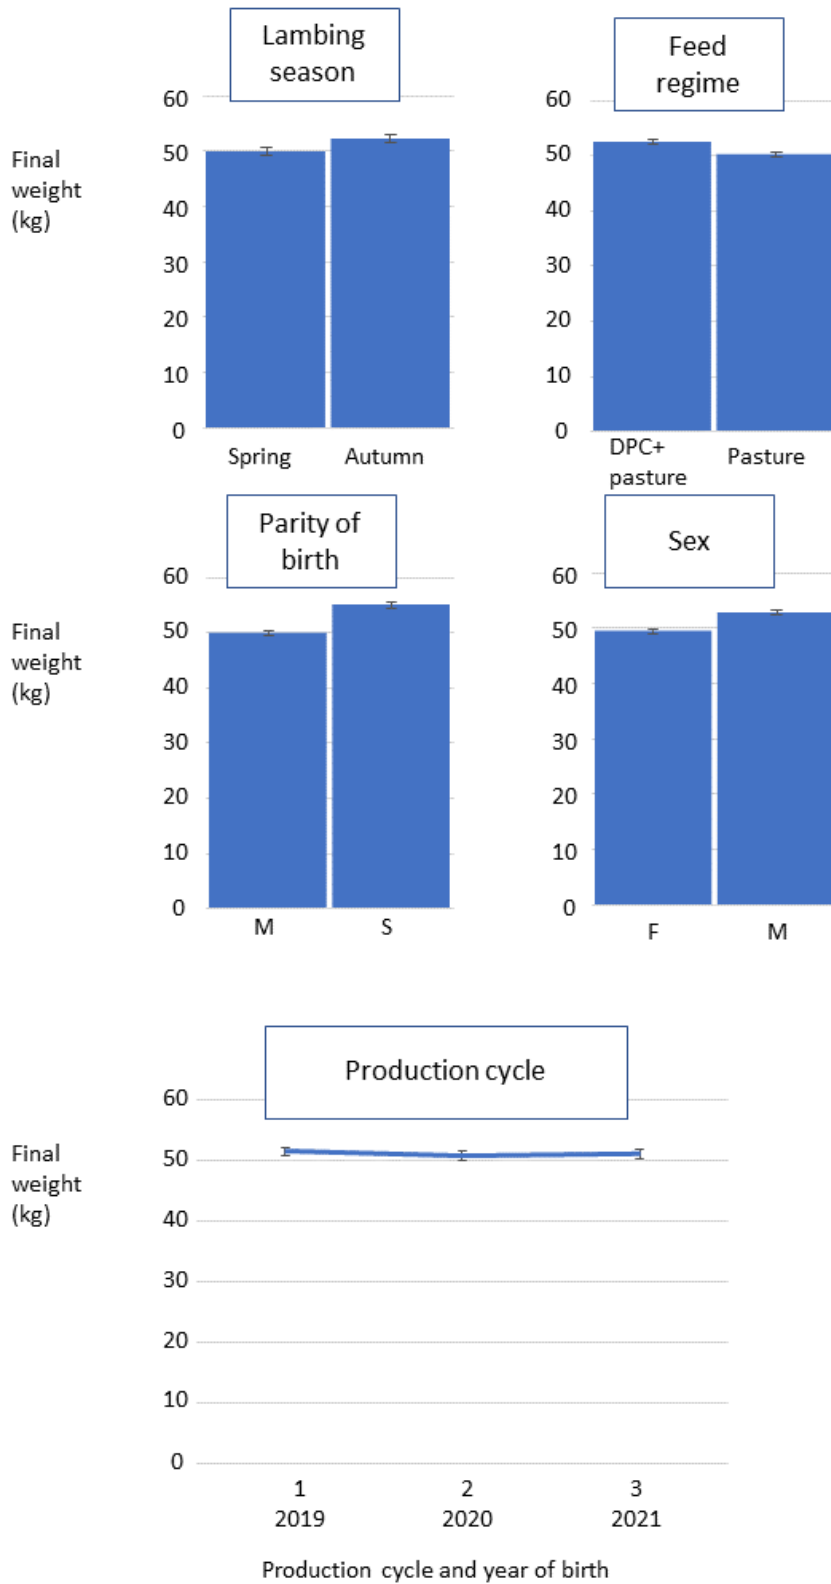 Lambing
season
Feed
regime
Final
weight
(kg)
60
50
40
30
20
10
0
Spring Autumn
60
50
40
30
20
10
0
DPC+
pasture
Pasture
Parity of
birth
Sex
Final
weight
(kg)
60
50
40
30
20
10
0
M S
60
50
40
30
20
10
0
F M
Production cycle
Final
weight
(kg)
60
50
40
30
20
10
0
1 2 3
2019 2020 2021
Production cycle and year of birth